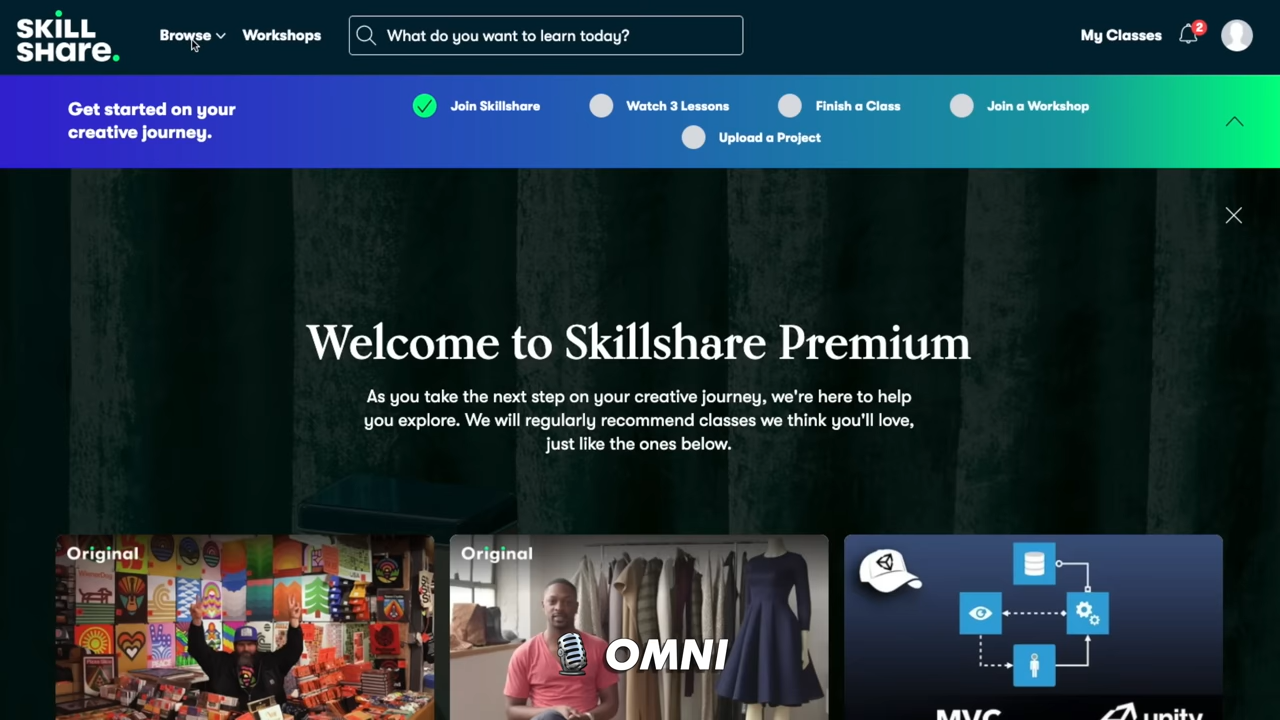 SKILL
SHARE.
Browse
Workshops
What do you want to learn today?
My Classes
2
Get started on your
creative journey.
Join Skillshare
Watch 3 Lessons
Finish a Class
Join a Workshop
Upload a Project
Welcome to Skillshare Premium
As you take the next step on your creative journey, we're here to help
you explore. We will regularly recommend classes we think you'll love,
just like the ones below.
Original
Original
OMNI
MVC
unity